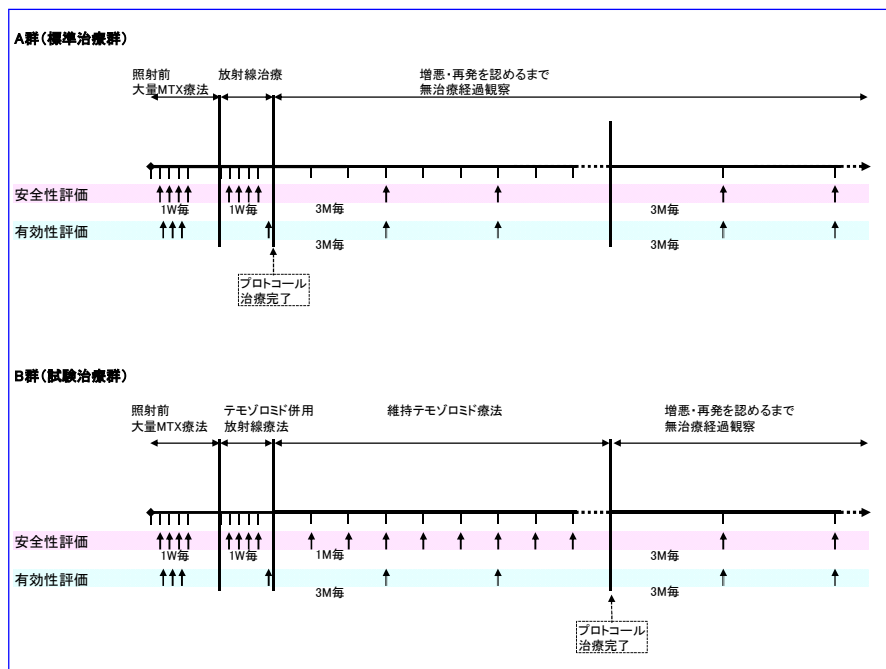 A群(標準治療群)
照射前
大量MTX療法
放射線治療
増悪・再発を認めるまで
無治療経過観察
安全性評価
1W毎
1W毎
3M毎
3M毎
有効性評価
3M毎
3M毎
プロトコール
治療完了
B群(試験治療群)
照射前
大量MTX療法
テモゾロミド併用
放射線療法
維持テモゾロミド療法
増悪・再発を認めるまで
無治療経過観察
安全性評価
1W毎
1W毎
1M毎
3M毎
有効性評価
3M毎
3M毎
プロトコール
治療完了